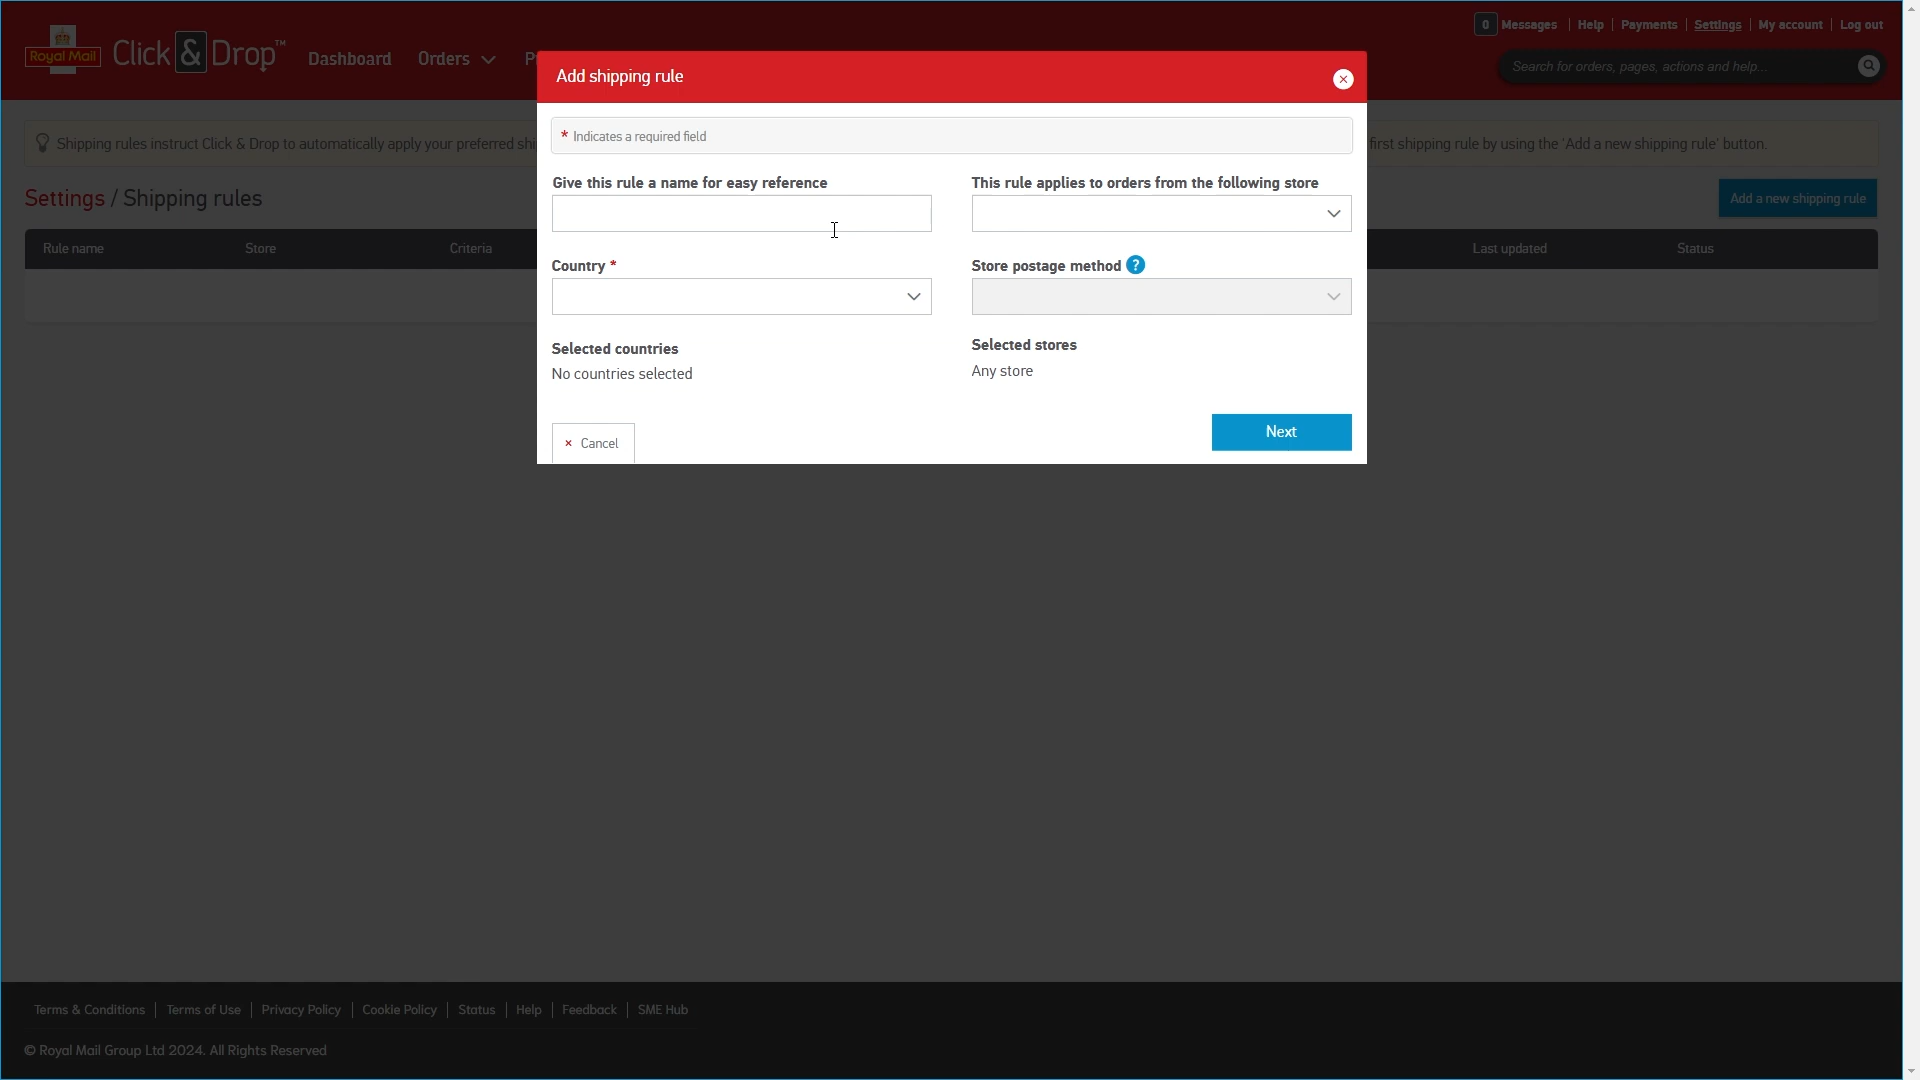 0 Messages | Help | Payments | Settings | My account | Log out
Royal Mail Click & Drop™ Dashboard Orders
Search for orders, pages, actions and help...
Add shipping rule
* Indicates a required field
Shipping rules instruct Click & Drop to automatically apply your preferred first shipping rule by using the 'Add a new shipping rule' button.
Settings / Shipping rules
Add a new shipping rule
Give this rule a name for easy reference
This rule applies to orders from the following store
Rule name Store Criteria Last updated Status
Country *
Store postage method ?
Selected countries
No countries selected
Selected stores
Any store
× Cancel
Next
Terms & Conditions | Terms of Use | Privacy Policy | Cookie Policy | Status | Help | Feedback | SME Hub
© Royal Mail Group Ltd 2024. All Rights Reserved